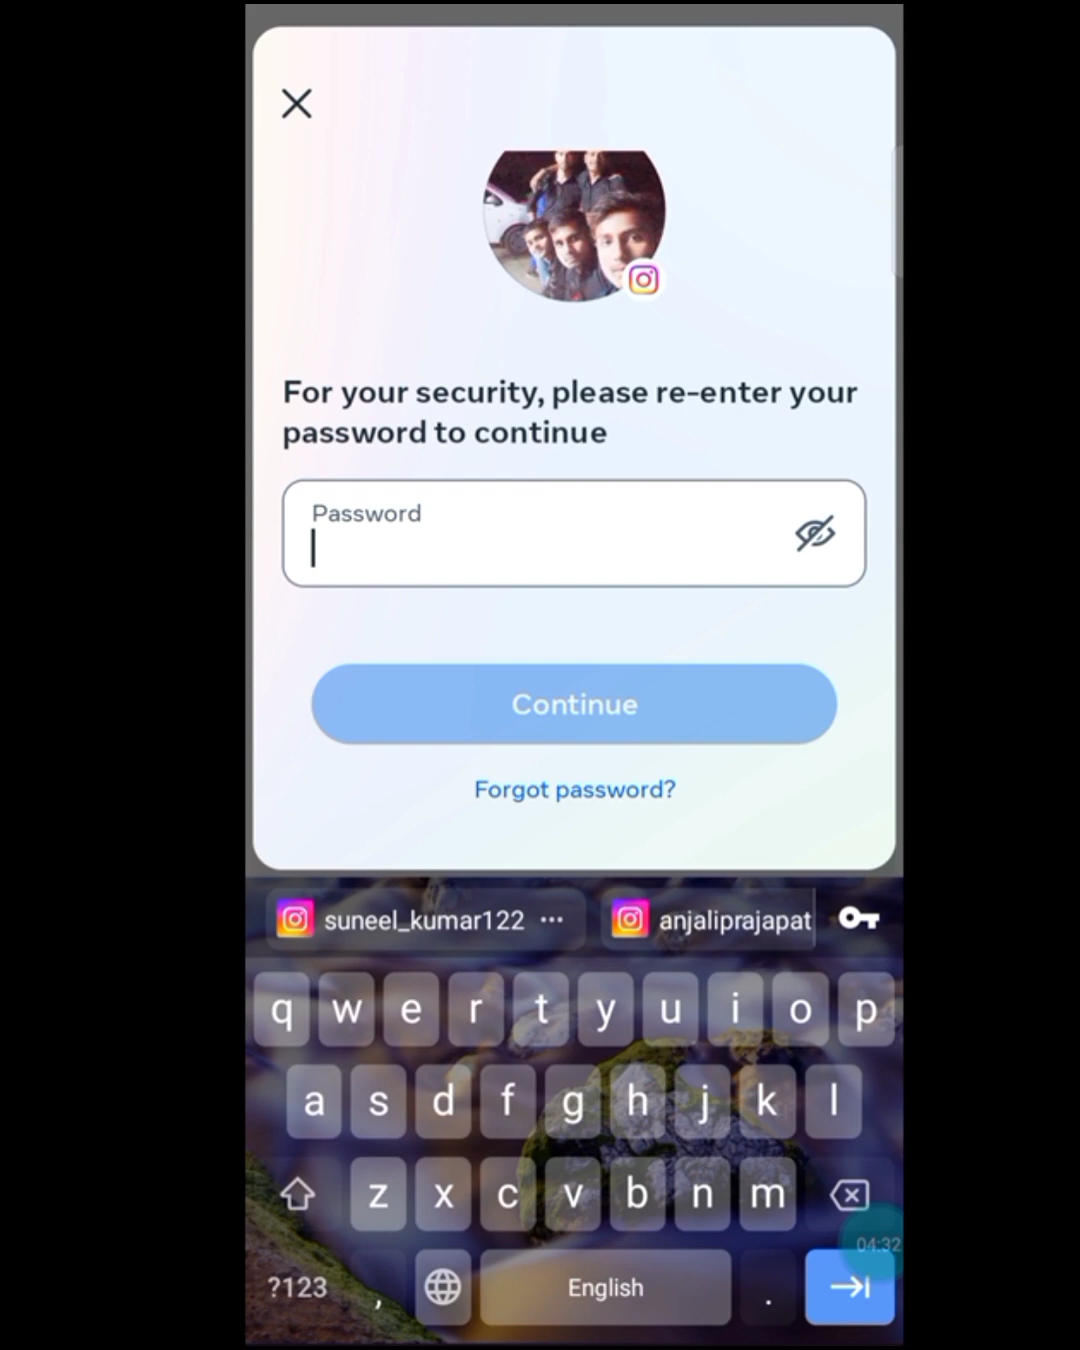 For your security, please re-enter your
password to continue
Password
Continue
Forgot password?
suneel_kumar122 ••• anjaliprajapat
q w e r t y u i o p
a s d f g h j k l
z x c v b n m
04:32
?123 , English .